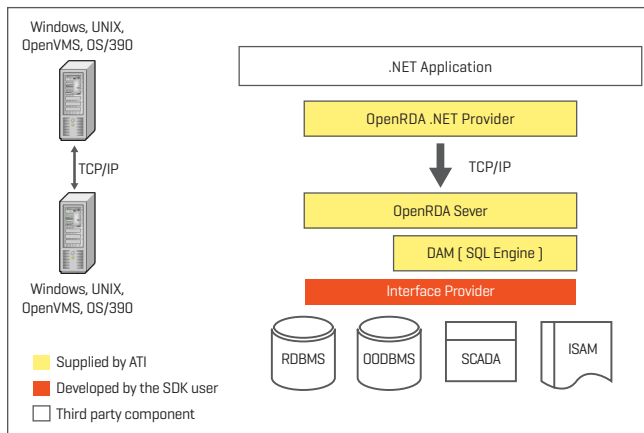 Windows, UNIX,
OpenVMS, OS/390
TCP/IP
Windows, UNIX,
OpenVMS, OS/390
.NET Application
OpenRDA .NET Provider
TCP/IP
OpenRDA Sever
DAM ( SQL Engine )
Interface Provider
RDBMS
OODBMS
SCADA
ISAM
Supplied by ATI
Developed by the SDK user
Third party component